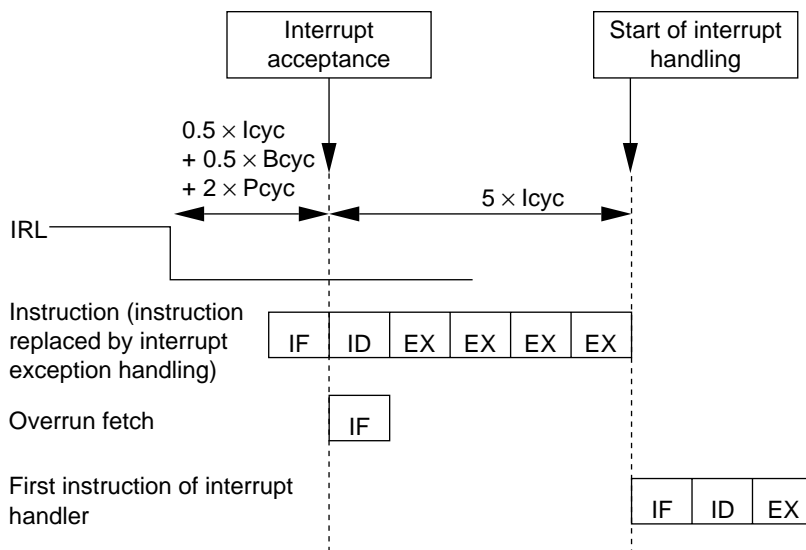 Interrupt
acceptance
Start of interrupt
handling
0.5 × Icyc
+ 0.5 × Bcyc
+ 2 × Pcyc
5 × Icyc
IRL
Instruction (instruction
replaced by interrupt
exception handling)
IF ID EX EX EX EX
Overrun fetch
IF
First instruction of interrupt
handler
IF ID EX